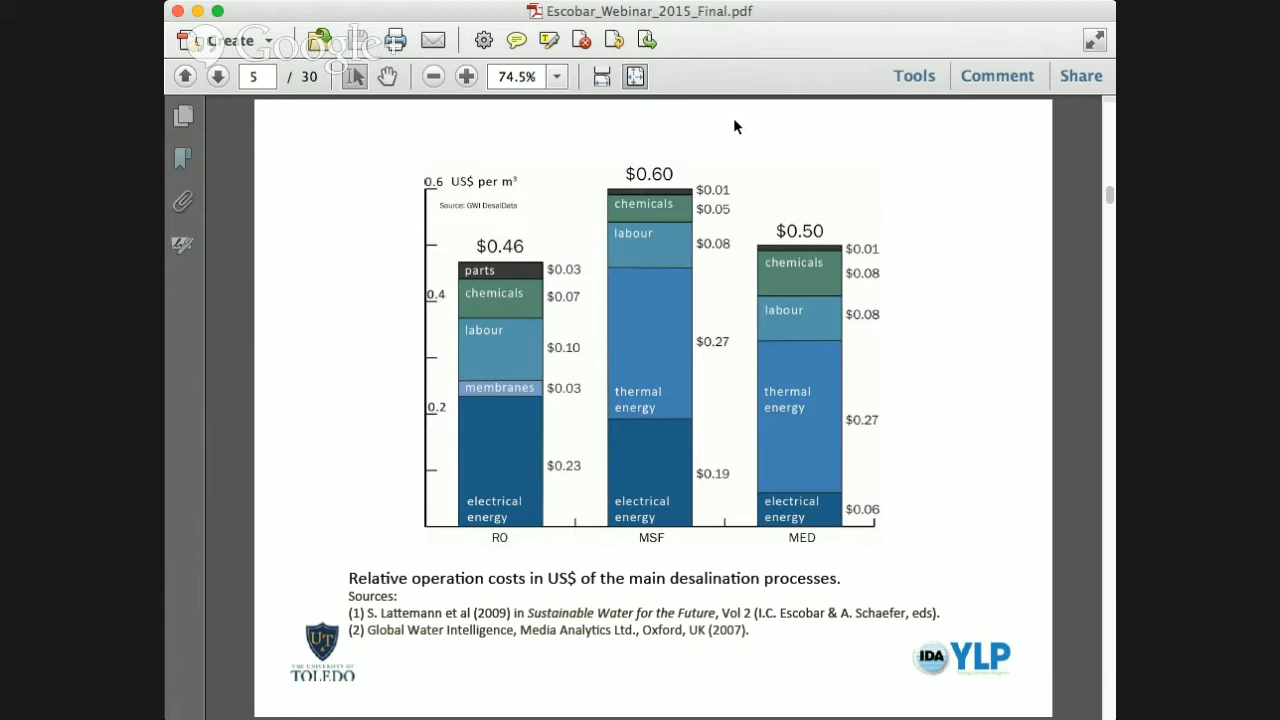 Escobar_Webinar_2015_Final.pdf
Create
Google
5 / 30
74.5%
Tools
Comment
Share
0.6 US$ per m³
Source: GWI DesalData
0.4
0.2
$0.46
parts
$0.03
chemicals
$0.07
labour
$0.10
membranes
$0.03
electrical
energy
$0.23
RO
$0.60
$0.01
chemicals
$0.05
labour
$0.08
thermal
energy
$0.27
electrical
energy
$0.19
MSF
$0.50
$0.01
chemicals
$0.08
labour
$0.08
thermal
energy
$0.27
electrical
energy
$0.06
MED
Relative operation costs in US$ of the main desalination processes.
Sources:
(1) S. Lattemann et al (2009) in Sustainable Water for the Future, Vol 2 (I.C. Escobar & A. Schaefer, eds).
(2) Global Water Intelligence, Media Analytics Ltd., Oxford, UK (2007).
UT
THE UNIVERSITY OF
TOLEDO
IDA
YLP